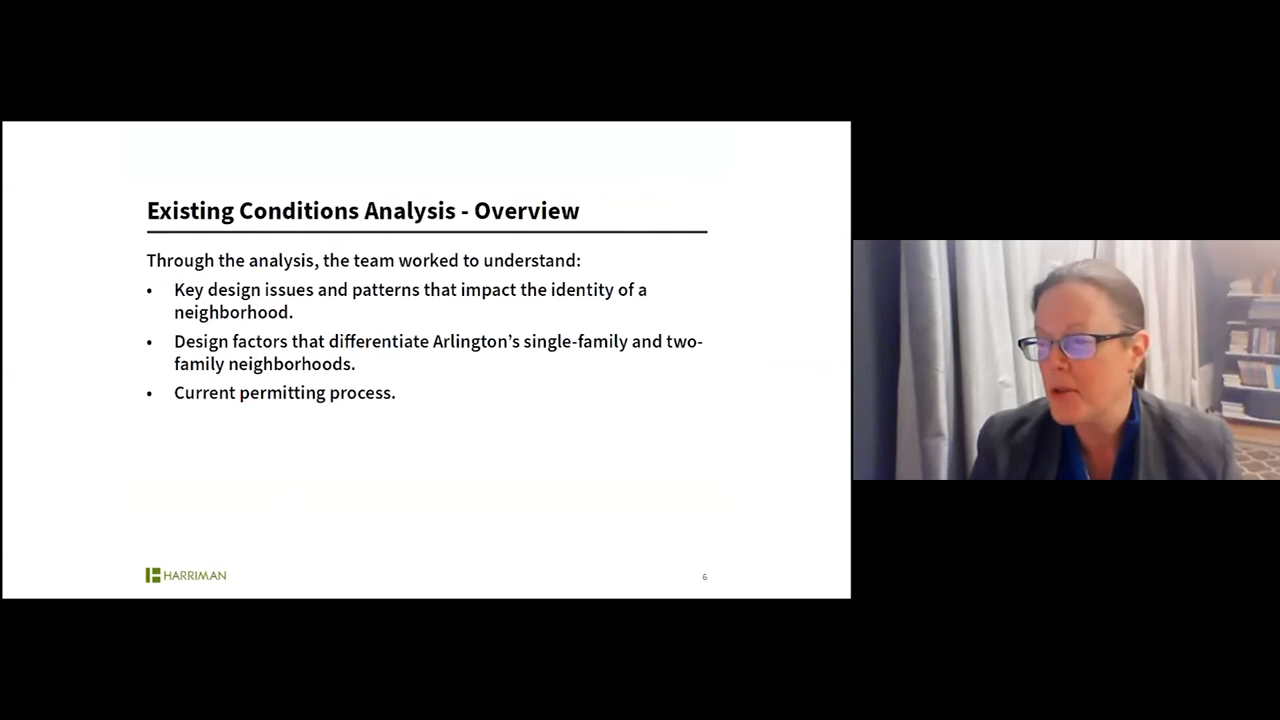 Existing Conditions Analysis - Overview
Through the analysis, the team worked to understand:
• Key design issues and patterns that impact the identity of a
neighborhood.
• Design factors that differentiate Arlington’s single-family and two-
family neighborhoods.
• Current permitting process.
HARRIMAN
6